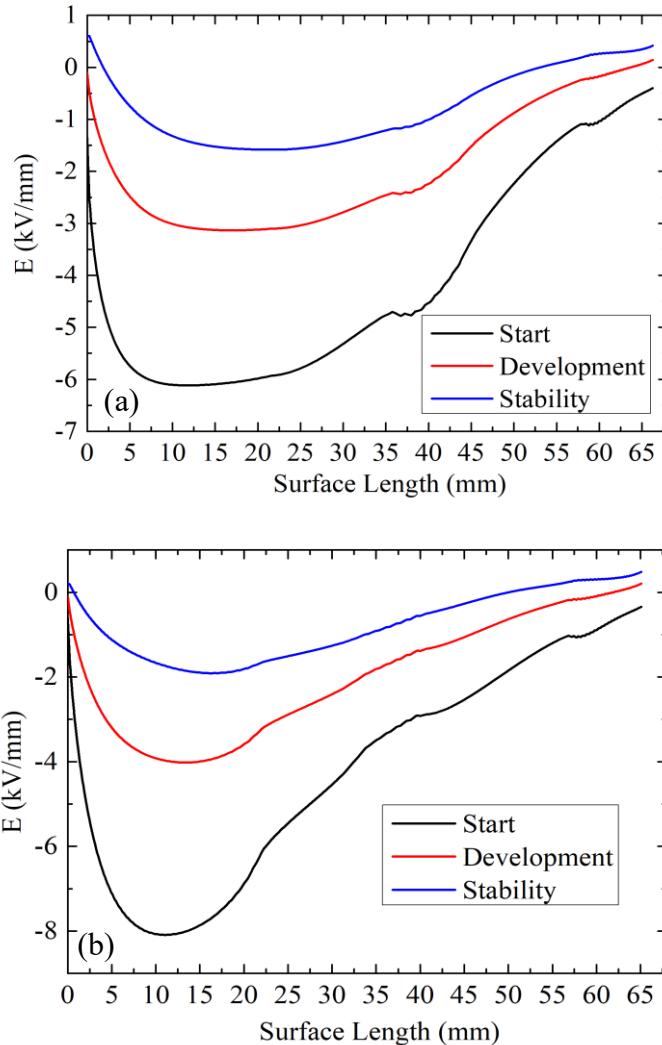 1
0
-1
-2
-3
-4
-5
-6
-7
E (kV/mm)
Start
Development
Stability
(a)
0 5 10 15 20 25 30 35 40 45 50 55 60 65
Surface Length (mm)
0
-2
-4
-6
-8
E (kV/mm)
Start
Development
Stability
(b)
0 5 10 15 20 25 30 35 40 45 50 55 60 65
Surface Length (mm)